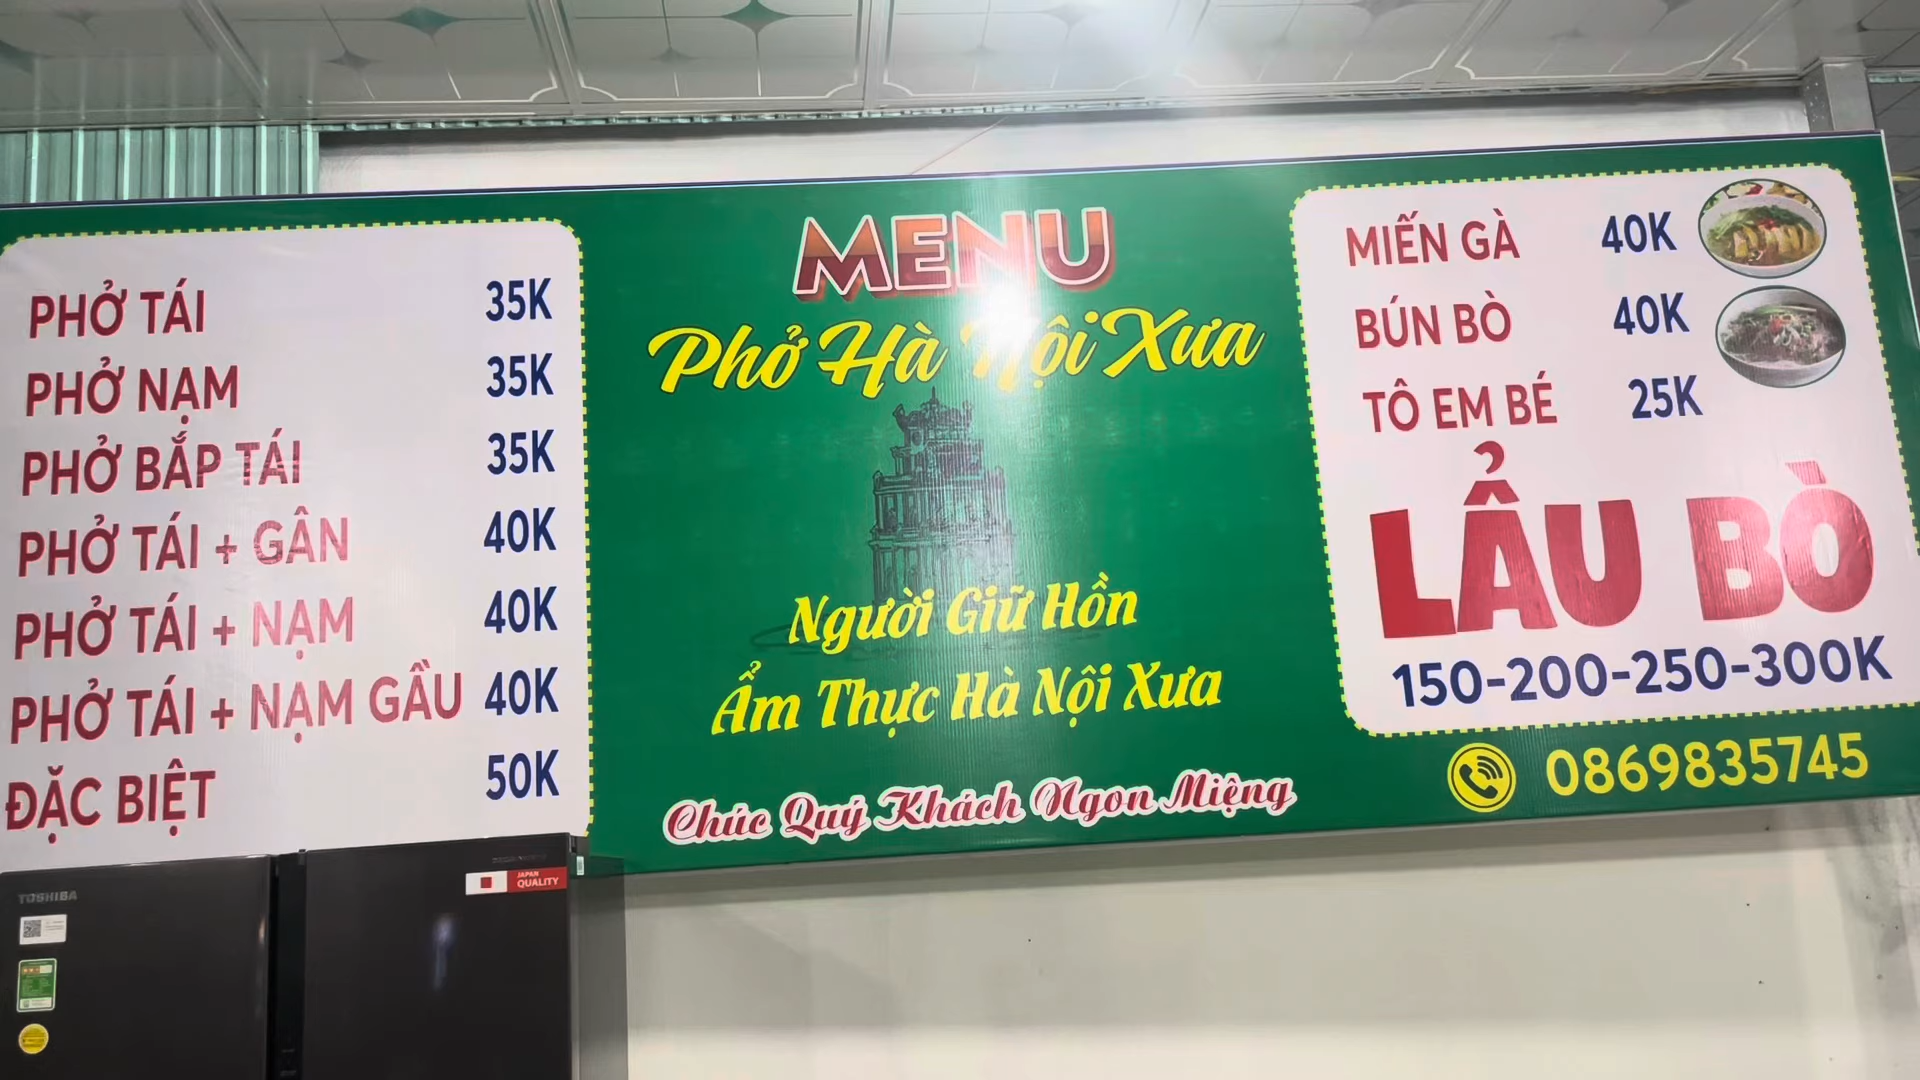 MENU
Phở Hà Nội Xưa
Người Giữ Hồn
Ẩm Thực Hà Nội Xưa
Chúc Quý Khách Ngon Miệng
PHỞ TÁI 35K
PHỞ NẠM 35K
PHỞ BẮP TÁI 35K
PHỞ TÁI + GÂN 40K
PHỞ TÁI + NẠM 40K
PHỞ TÁI + NẠM GẦU 40K
ĐẶC BIỆT 50K
MIẾN GÀ 40K
BÚN BÒ 40K
TÔ EM BÉ 25K
LẨU BÒ
150-200-250-300K
0869835745
TOSHIBA
JAPAN
QUALITY